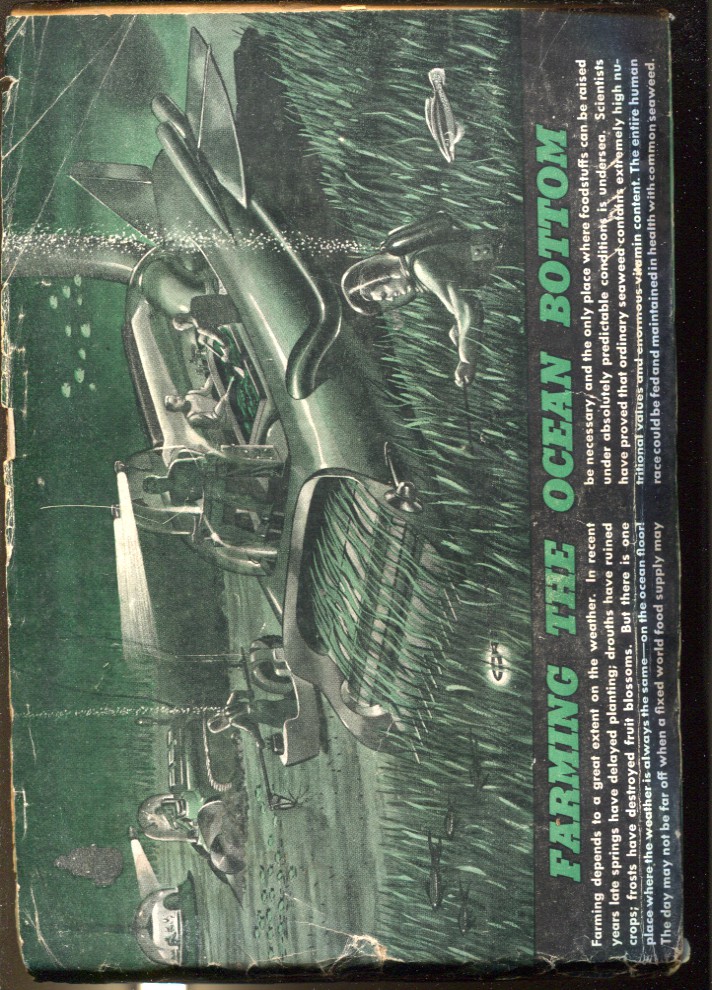 FARMING THE OCEAN BOTTOM
Farming depends to a great extent on the weather. In recent
years late springs have delayed planting; drouths have ruined
crops; frosts have destroyed fruit blossoms. But there is one
place where the weather is always the same—on the ocean floor!
The day may not be far off when a fixed world food supply may
be necessary, and the only place where foodstuffs can be raised
under absolutely predictable conditions is undersea. Scientists
have proved that ordinary seaweed contains extremely high nu-
tritional values and enormous vitamin content. The entire human
race could be fed and maintained in health with common seaweed.